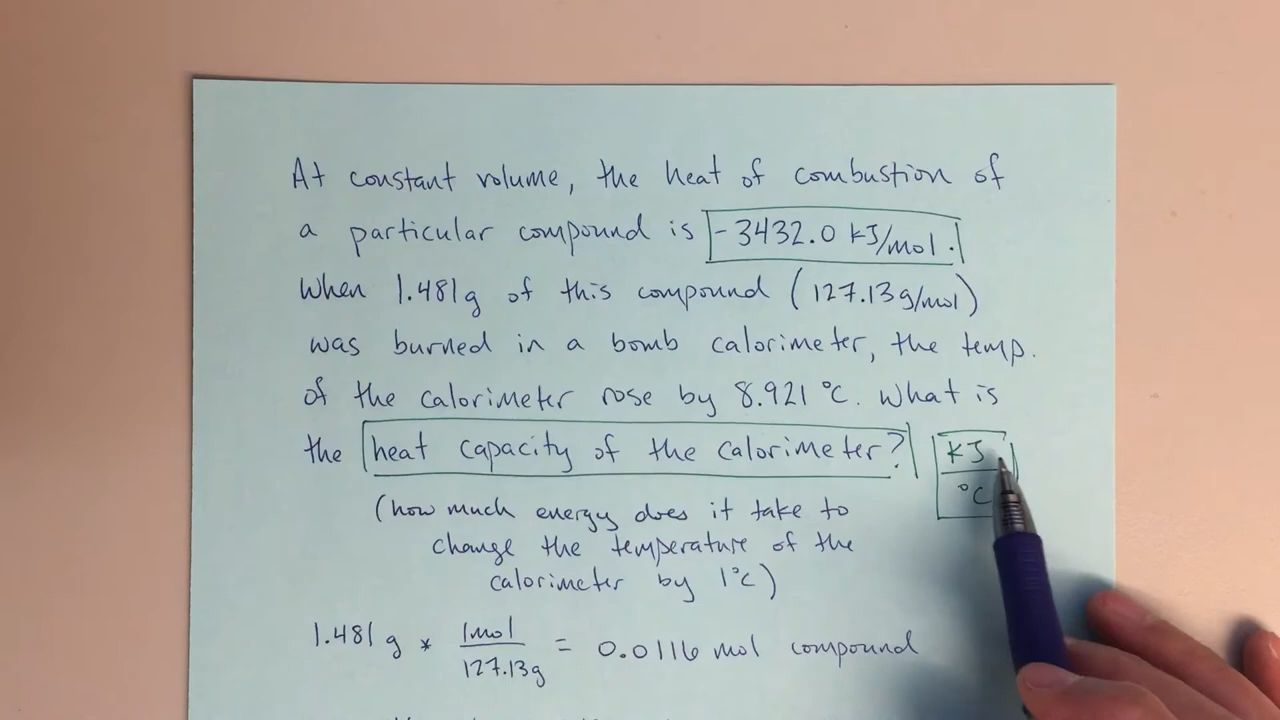 At constant volume, the heat of combustion of
a particular compound is -3432.0 kJ/mol.
When 1.481g of this compound (127.13g/mol)
was burned in a bomb calorimeter, the temp.
of the calorimeter rose by 8.921 °C. What is
the heat capacity of the calorimeter? kJ
°C
(how much energy does it take to
change the temperature of the
calorimeter by 1°C)
1.481 g * 1mol = 0.0116 mol compound
127.13g